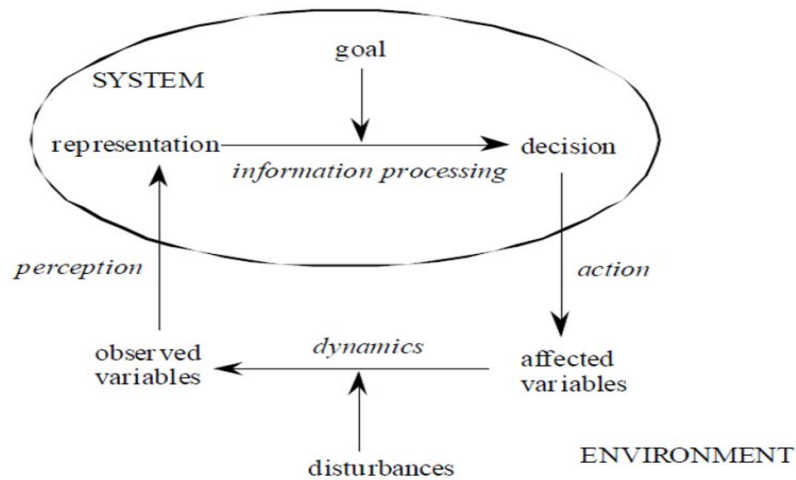 goal
SYSTEM
representation
decision
information processing
perception
action
observed
variables
dynamics
affected
variables
disturbances
ENVIRONMENT